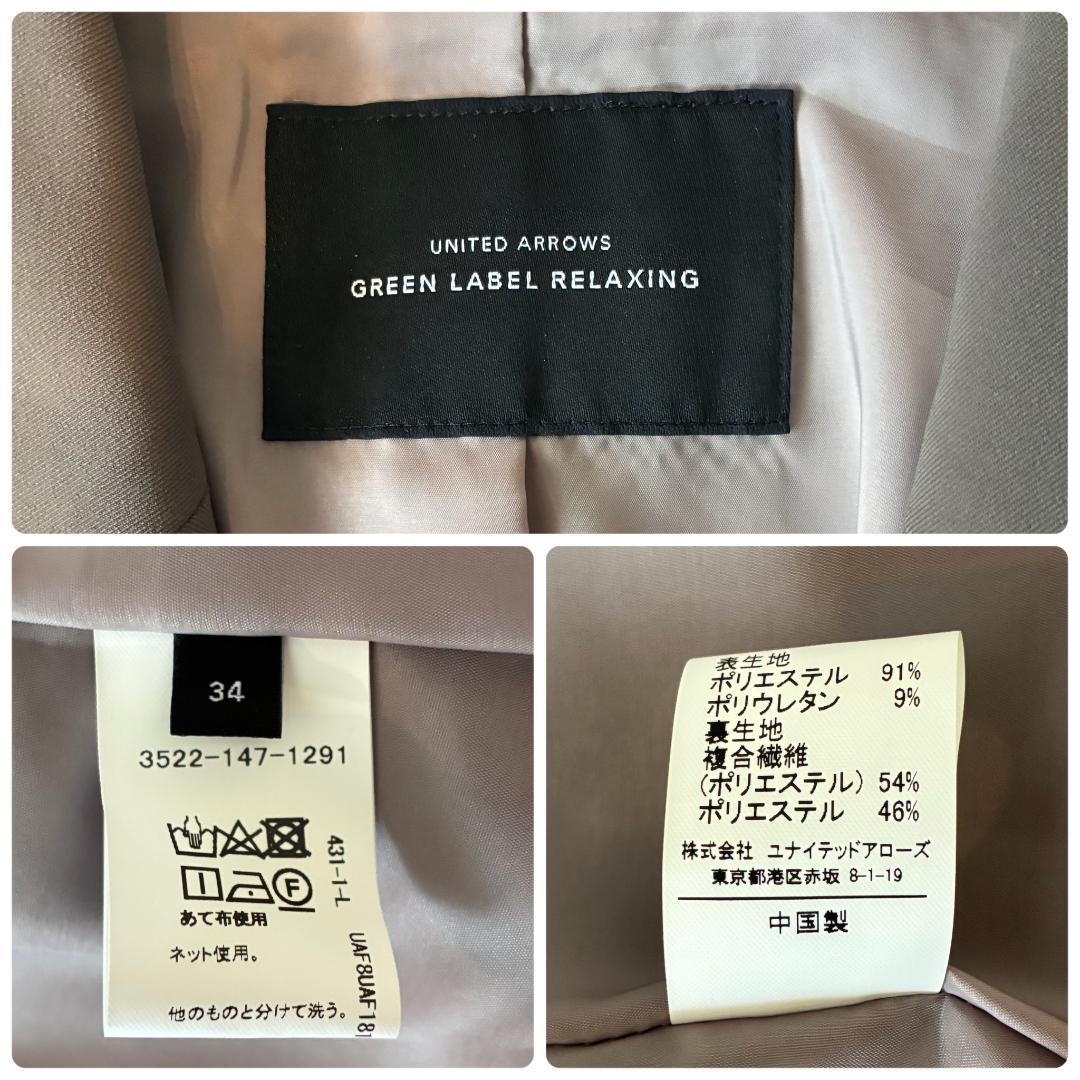 UNITED ARROWS
GREEN LABEL RELAXING
34
3522-147-1291
431-1-L
F
あて布使用
ネット使用。
他のものと分けて洗う。
UAF8UAF181
表生地
ポリエステル 91%
ポリウレタン 9%
裏生地
複合繊維
(ポリエステル) 54%
ポリエステル 46%
株式会社 ユナイテッドアローズ
東京都港区赤坂 8-1-19
中国製